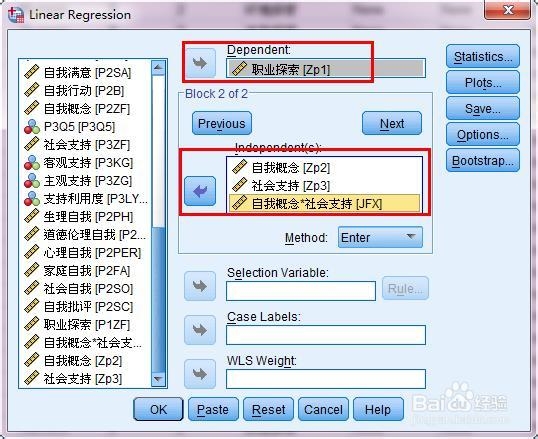 Linear Regression
自我满意 [P2SA]
自我行动 [P2B]
自我概念 [P2ZF]
P3Q5 [P3Q5]
社会支持 [P3ZF]
客观支持 [P3KG]
主观支持 [P3ZG]
支持利用度 [P3LY...
坐理自我 [P2PH]
道德伦理自我 [P2...
心理自我 [P2PER]
家庭自我 [P2FA]
社会自我 [P2SO]
自我批评 [P2SC]
职业探索 [P1ZF]
自我概念*社会支...
自我概念 [Zp2]
社会支持 [Zp3]
Dependent:
职业探索 [Zp1]
Block 2 of 2
Previous
Next
Independent(s):
自我概念 [Zp2]
社会支持 [Zp3]
自我概念*社会支持 [JFX]
Method:
Enter
Selection Variable:
Rule...
Case Labels:
WLS Weight:
Statistics...
Plots...
Save...
Options...
Bootstrap...
OK
Paste
Reset
Cancel
Help
Baidu 经验
jingyan.baidu.com